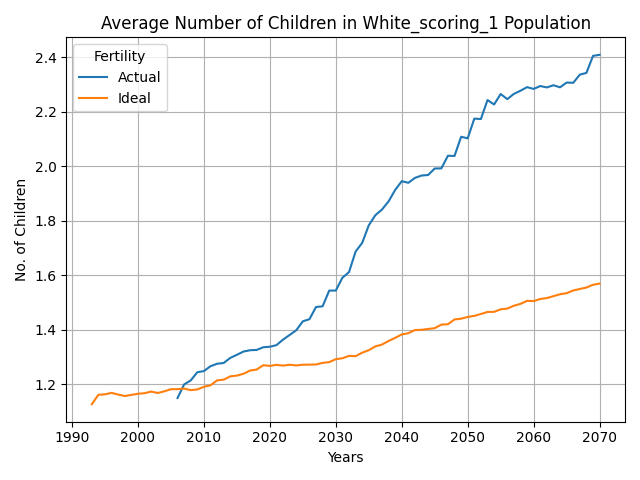 Average Number of Children in White_scoring_1 Population
Fertility
Actual
Ideal
No. of Children
2.4
2.2
2.0
1.8
1.6
1.4
1.2
1990
2000
2010
2020
2030
2040
2050
2060
2070
Years